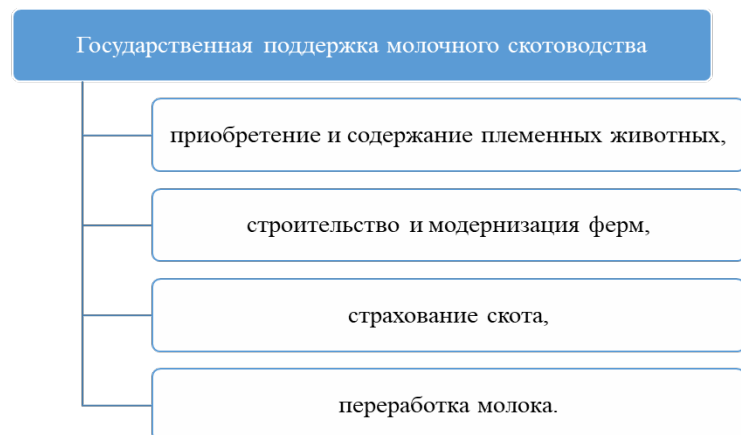 Государственная поддержка молочного скотоводства
приобретение и содержание племенных животных,
строительство и модернизация ферм,
страхование скота,
переработка молока.